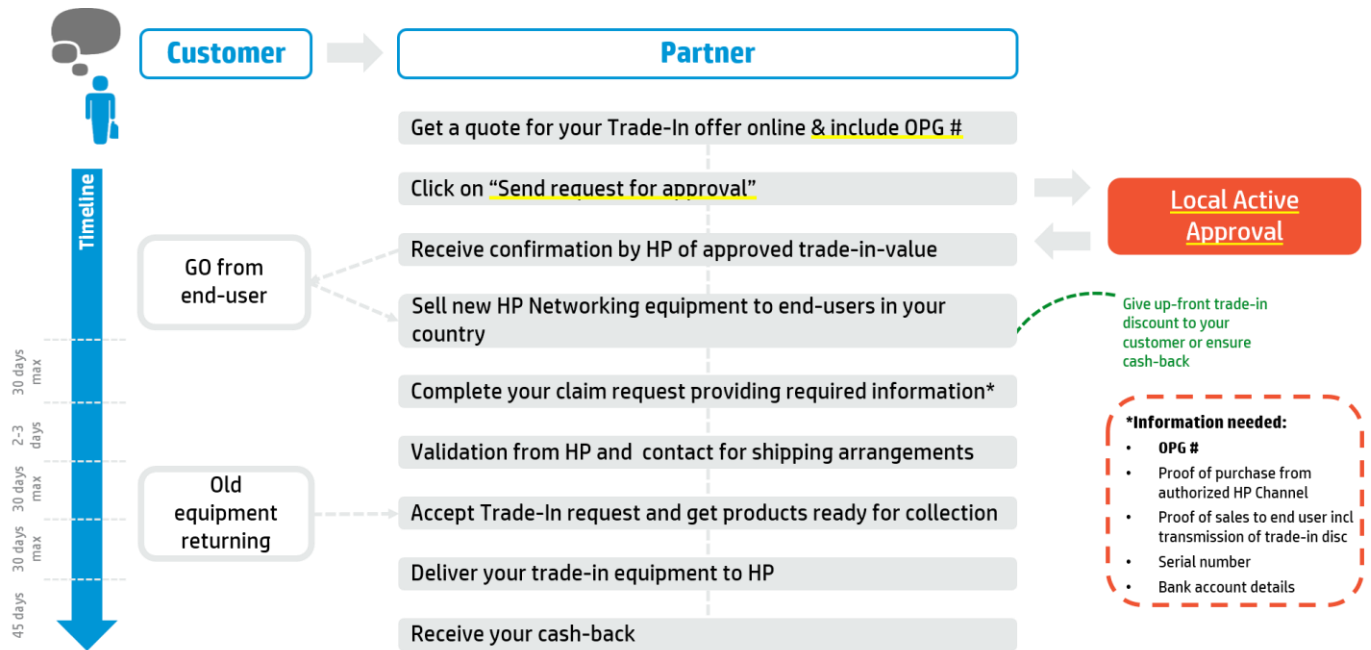 Customer
Partner
Get a quote for your Trade-In offer online & include OPG #
Click on “Send request for approval”
Local Active
Approval
Timeline
Receive confirmation by HP of approved trade-in-value
GO from
end-user
Sell new HP Networking equipment to end-users in your
country
Give up-front trade-in
discount to your
customer or ensure
cash-back
30 days
max
Complete your claim request providing required information*
2-3
days
Validation from HP and contact for shipping arrangements
30 days
max
Old
equipment
returning
Accept Trade-In request and get products ready for collection
30 days
max
Deliver your trade-in equipment to HP
45 days
Receive your cash-back
*Information needed:
• OPG #
• Proof of purchase from
authorized HP Channel
• Proof of sales to end user incl
transmission of trade-in disc
• Serial number
• Bank account details